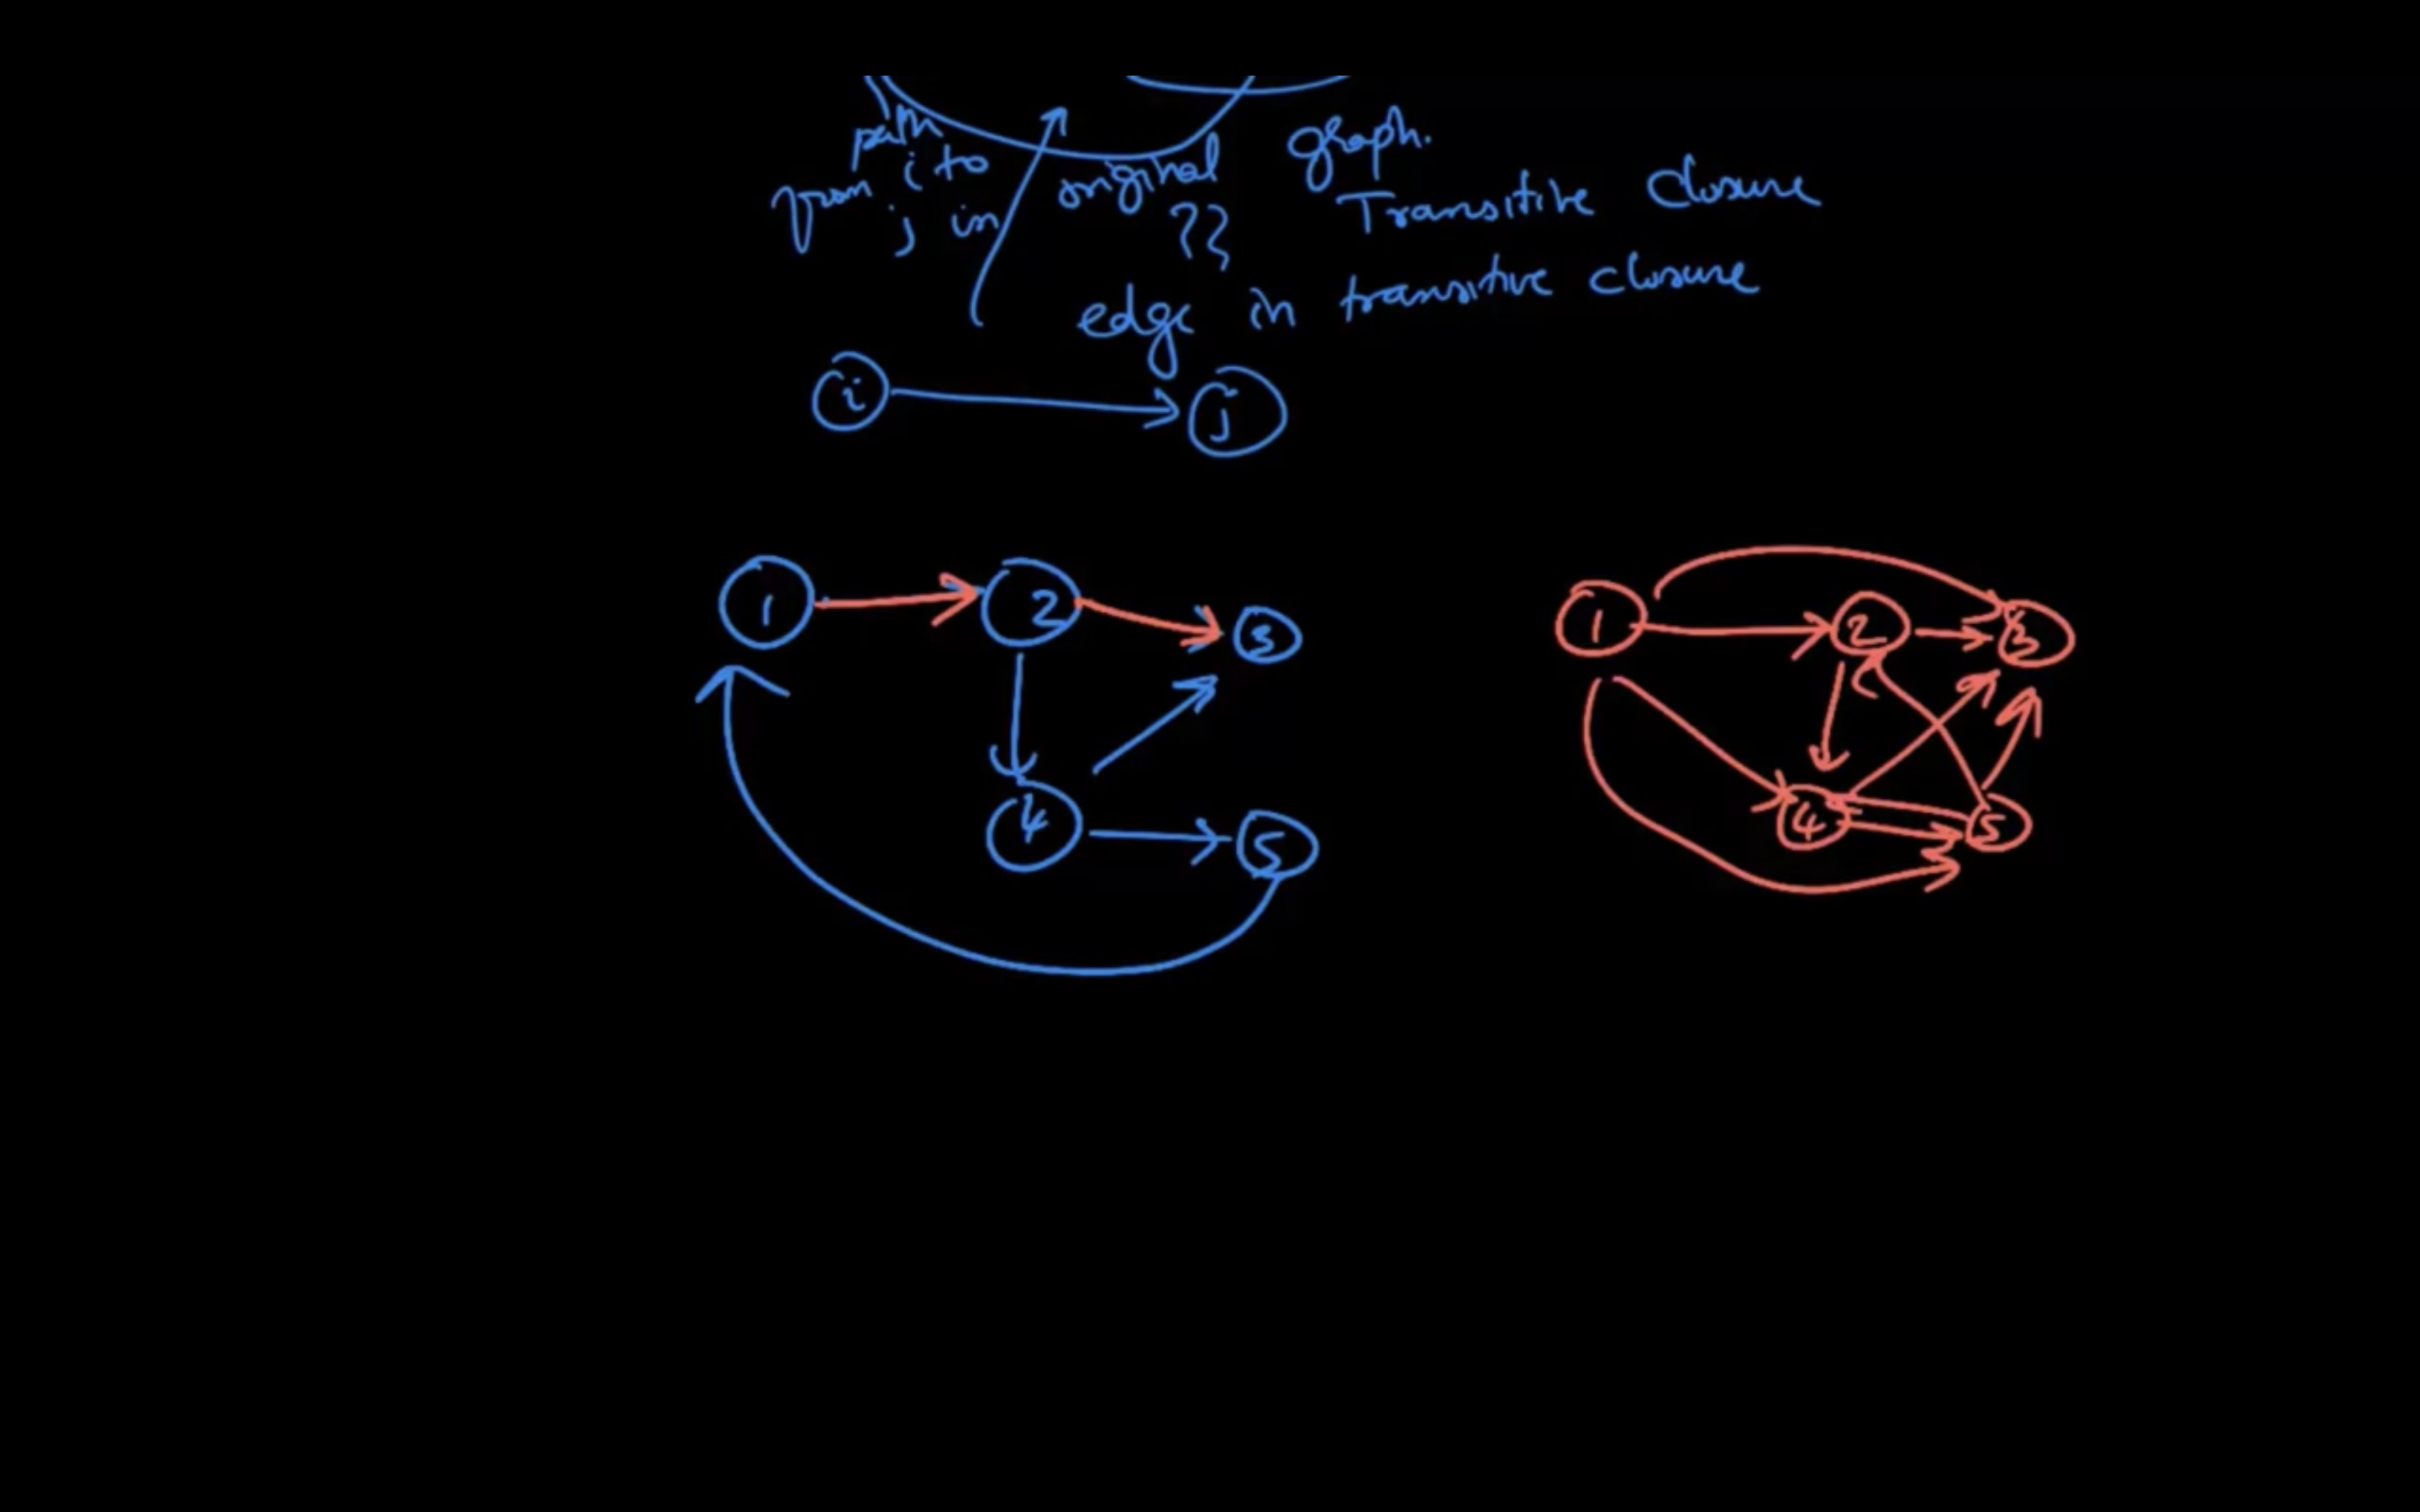 path
from i to
j in
original
??
graph.
Transitive Closure
edge in transitive closure
i j
1 2 3
4 5
1 2 3
4 5